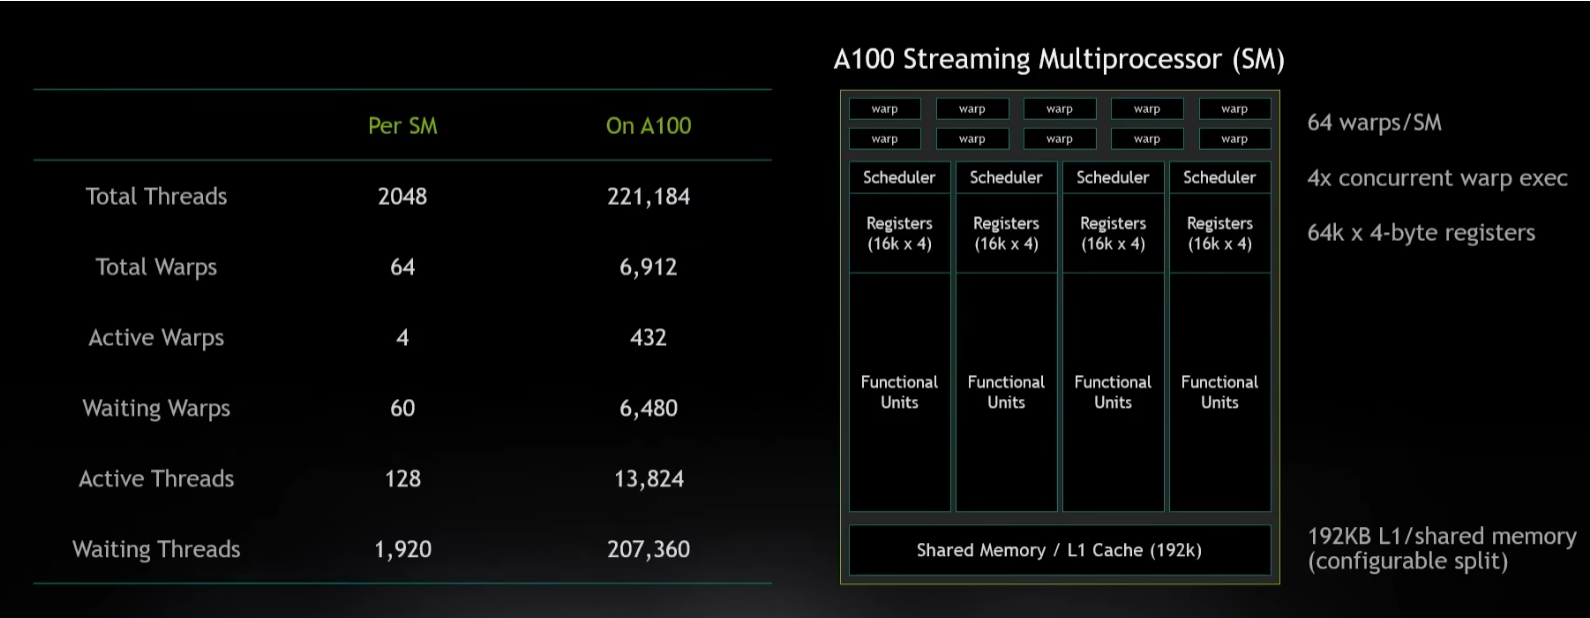 Per SM On A100
Total Threads 2048 221,184
Total Warps 64 6,912
Active Warps 4 432
Waiting Warps 60 6,480
Active Threads 128 13,824
Waiting Threads 1,920 207,360
A100 Streaming Multiprocessor (SM)
warp warp warp warp warp
warp warp warp warp warp
Scheduler Scheduler Scheduler Scheduler
Registers Registers Registers Registers
(16k x 4) (16k x 4) (16k x 4) (16k x 4)
Functional Functional Functional Functional
Units Units Units Units
Shared Memory / L1 Cache (192k)
64 warps/SM
4x concurrent warp exec
64k x 4-byte registers
192KB L1/shared memory
(configurable split)